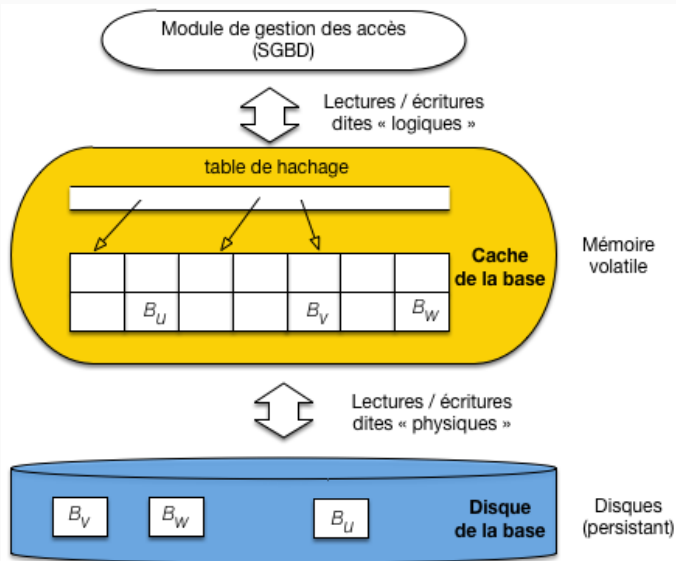 Module de gestion des accès
(SGBD)
Lectures / écritures
dites « logiques »
table de hachage
Cache
de la base
Mémoire
volatile
Bu
Bv
Bw
Lectures / écritures
dites « physiques »
Bv
Bw
Bu
Disque
de la base
Disques
(persistant)